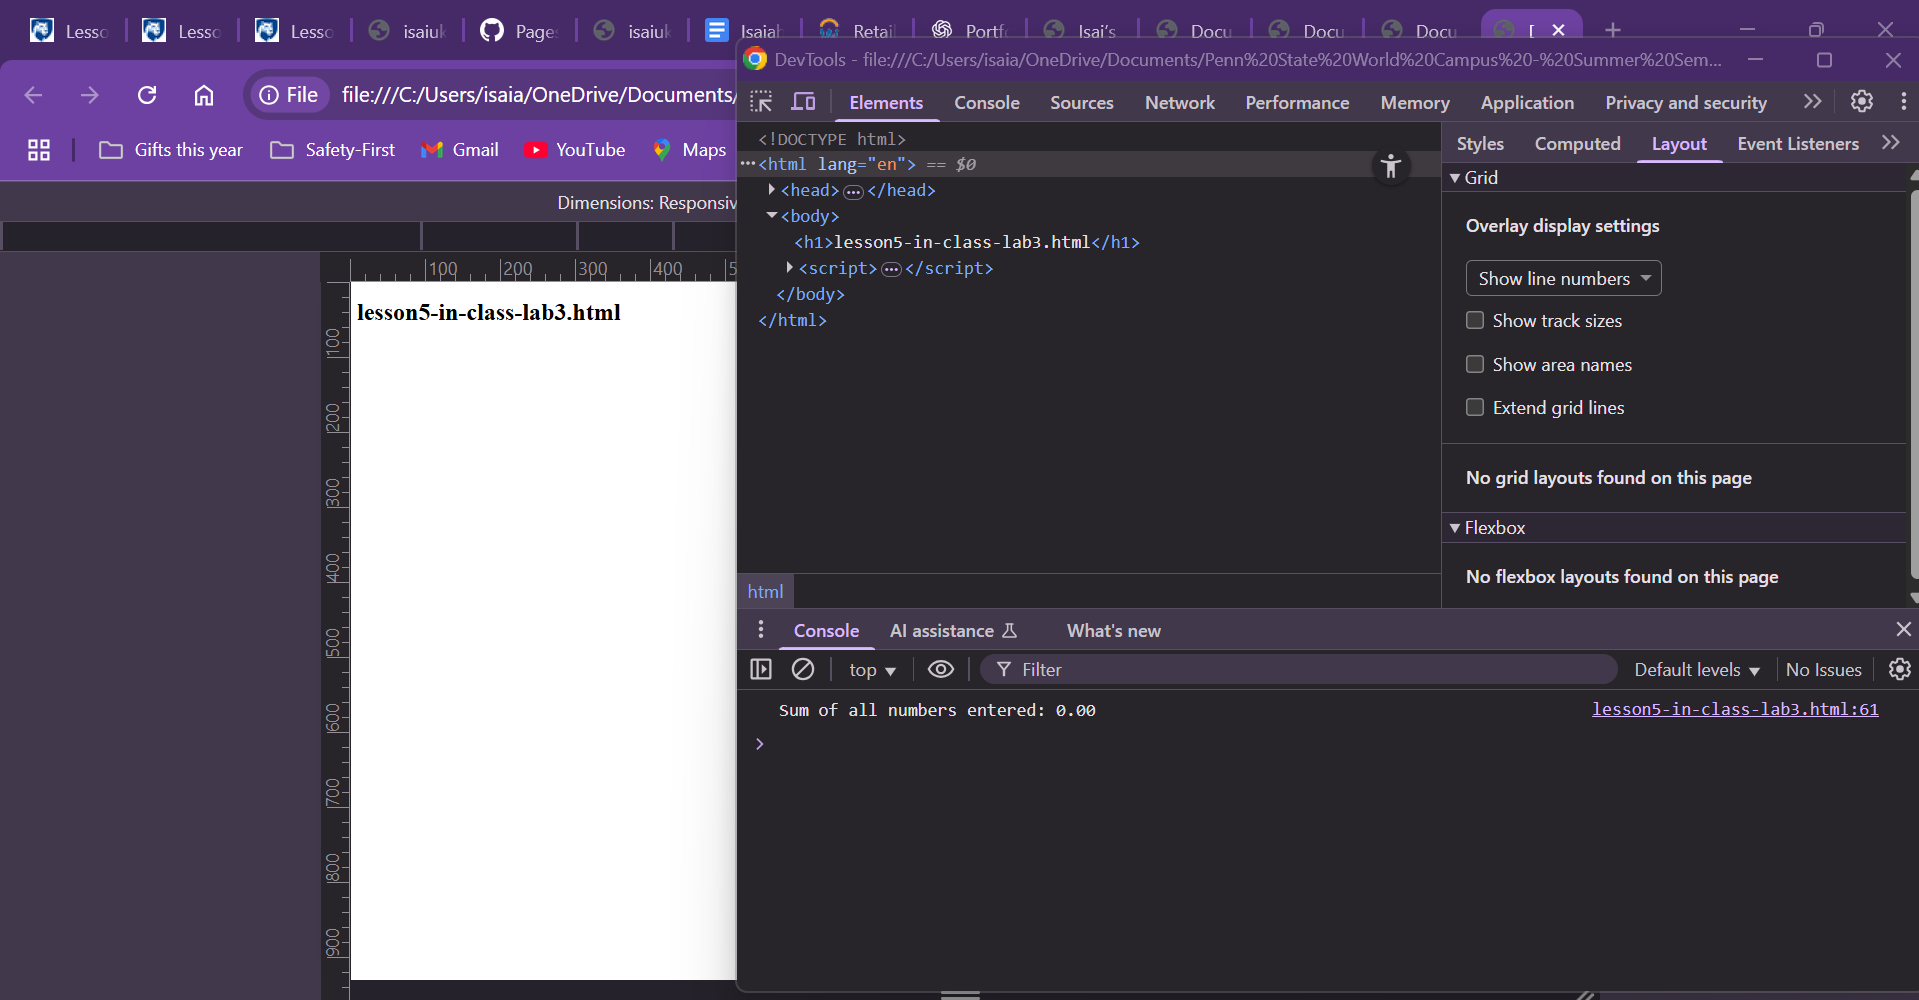 Lesso
Lesso
Lesso
isaiuk
Page
isaiuk
Isaiah
Retail
Portf
Isai's
Docu
Docu
Docu
[
DevTools - file:///C:/Users/isaia/OneDrive/Documents/Penn%20State%20World%20Campus%20-%20Summer%20Sem...
File file:///C:/Users/isaia/OneDrive/Documents/
Elements Console Sources Network Performance Memory Application Privacy and security
Gifts this year Safety-First Gmail YouTube Maps
<!DOCTYPE html>
<html lang="en"> == $0
<head>…</head>
<body>
<h1>lesson5-in-class-lab3.html</h1>
<script>…</script>
</body>
</html>
Styles Computed Layout Event Listeners
Grid
Overlay display settings
Show line numbers
Show track sizes
Show area names
Extend grid lines
No grid layouts found on this page
Flexbox
No flexbox layouts found on this page
Dimensions: Responsiv
100 200 300 400 5
lesson5-in-class-lab3.html
100
200
300
400
500
600
700
800
900
html
Console AI assistance What's new
top Filter Default levels No Issues
Sum of all numbers entered: 0.00 lesson5-in-class-lab3.html:61